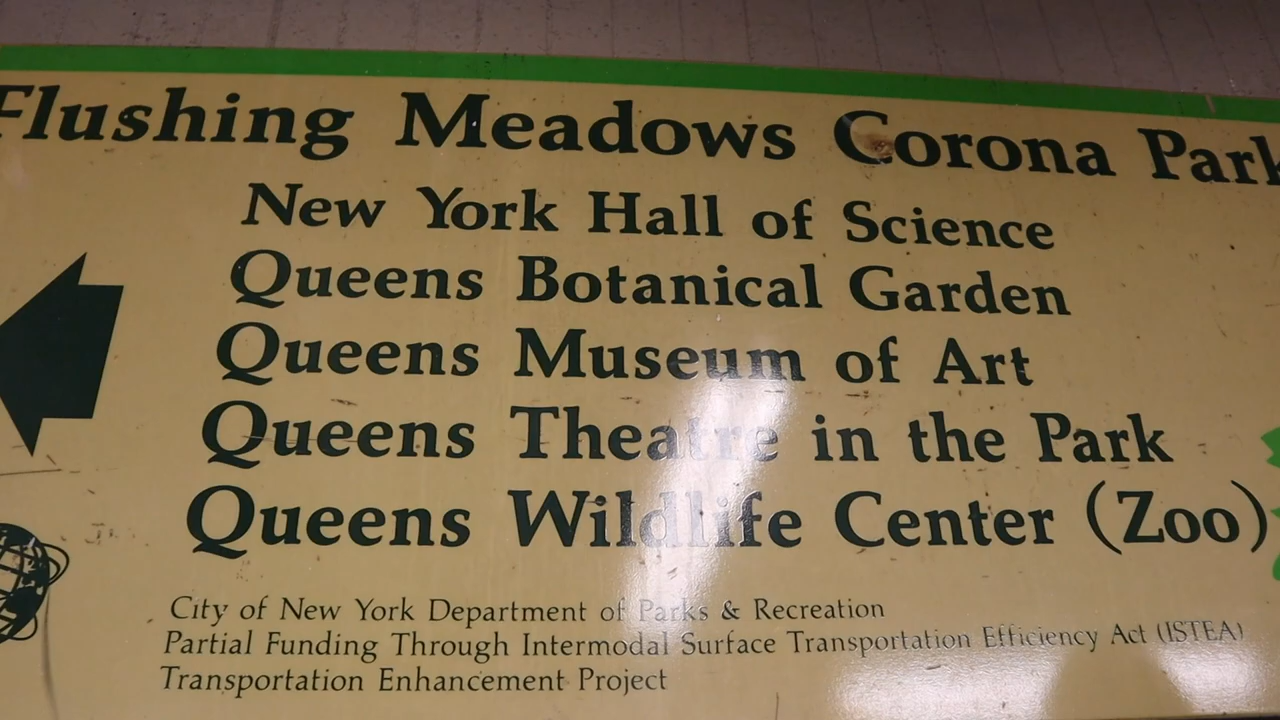 Flushing Meadows Corona Park
New York Hall of Science
Queens Botanical Garden
Queens Museum of Art
Queens Theatre in the Park
Queens Wildlife Center (Zoo)
City of New York Department of Parks & Recreation
Partial Funding Through Intermodal Surface Transportation Efficiency Act (ISTEA)
Transportation Enhancement Project